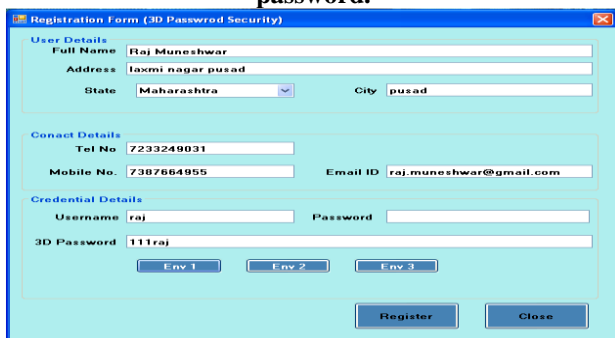 password.
Registration Form (3D Passwrod Security)
User Details
Full Name Raj Muneshwar
Address laxmi nagar pusad
State Maharashtra City pusad
Conact Details
Tel No 7233249031
Mobile No. 7387664955 Email ID raj.muneshwar@gmail.com
Credential Details
Username raj Password
3D Password 111raj
Env 1 Env 2 Env 3
Register Close